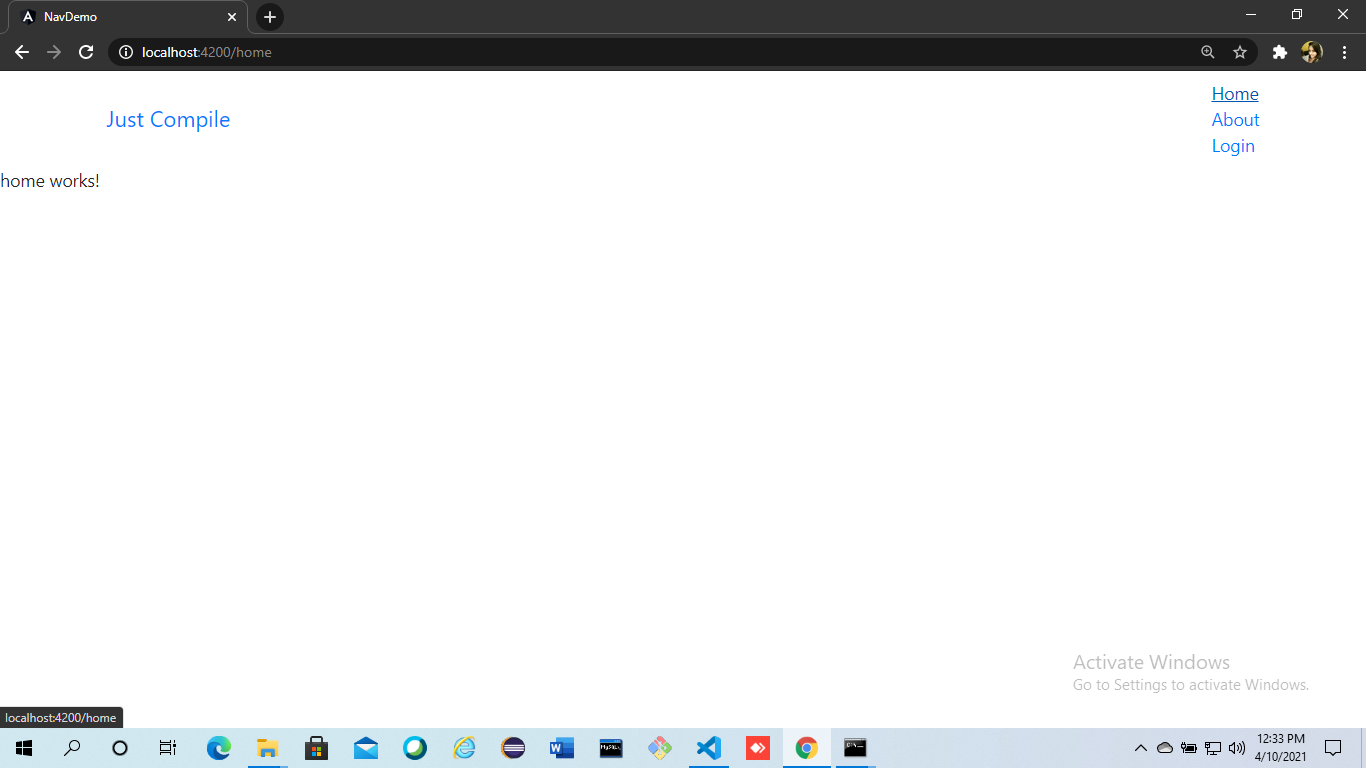 NavDemo
localhost:4200/home
Home
Just Compile
About
Login
home works!
Activate Windows
Go to Settings to activate Windows.
localhost:4200/home
12:33 PM
4/10/2021